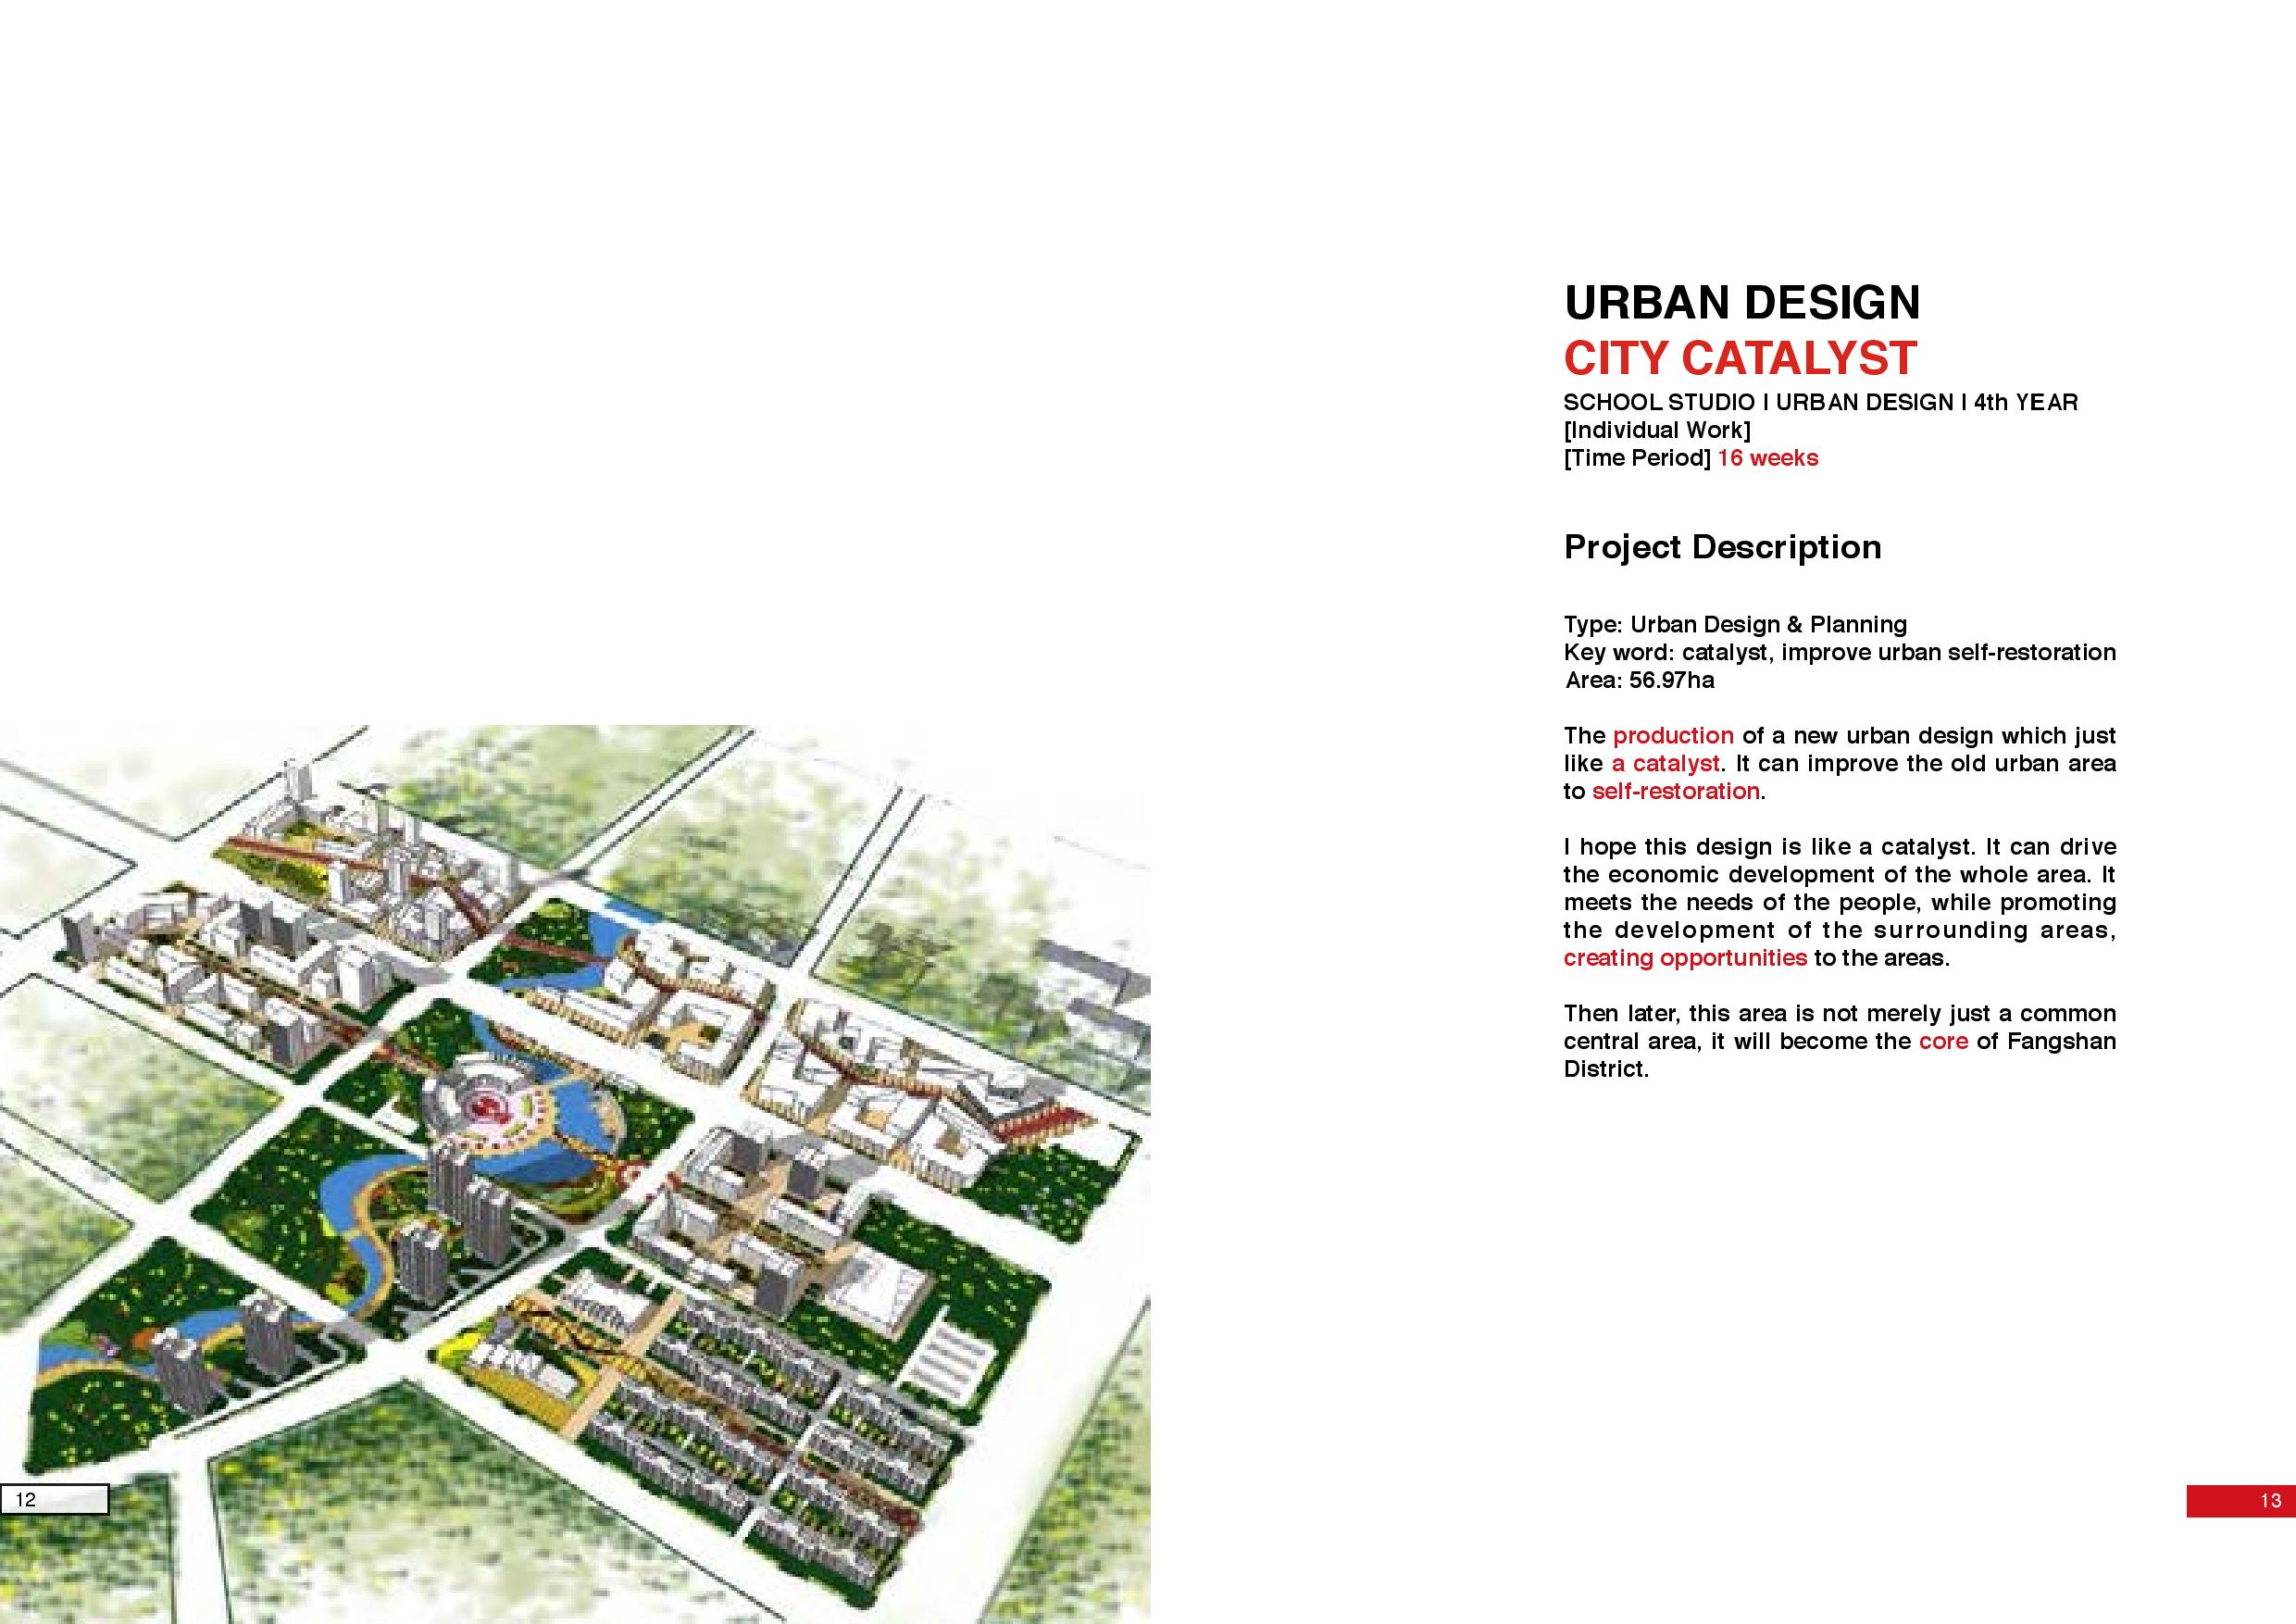 URBAN DESIGN
CITY CATALYST
SCHOOL STUDIO I URBAN DESIGN I 4th YEAR
[Individual Work]
[Time Period] 16 weeks
Project Description
Type: Urban Design & Planning
Key word: catalyst, improve urban self-restoration
Area: 56.97ha
The production of a new urban design which just
like a catalyst. It can improve the old urban area
to self-restoration.
I hope this design is like a catalyst. It can drive
the economic development of the whole area. It
meets the needs of the people, while promoting
the development of the surrounding areas,
creating opportunities to the areas.
Then later, this area is not merely just a common
central area, it will become the core of Fangshan
District.
12
13